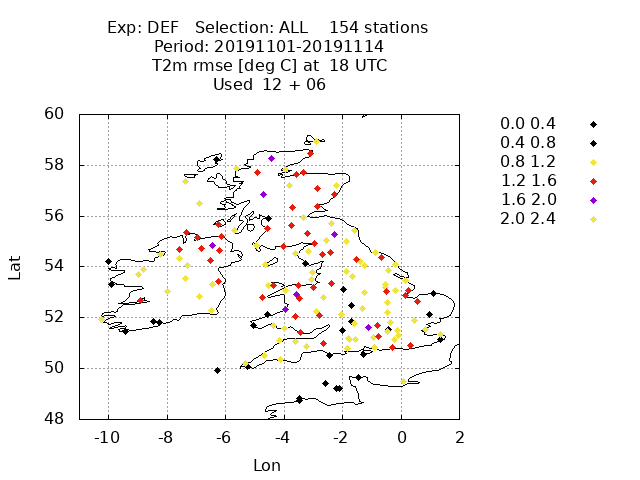 Exp: DEF   Selection: ALL    154 stations
Period: 20191101-20191114
T2m rmse [deg C] at  18 UTC
Used  12 + 06
60
58
56
54
52
50
48
Lat
-10 -8 -6 -4 -2 0 2
Lon
0.0 0.4
0.4 0.8
0.8 1.2
1.2 1.6
1.6 2.0
2.0 2.4